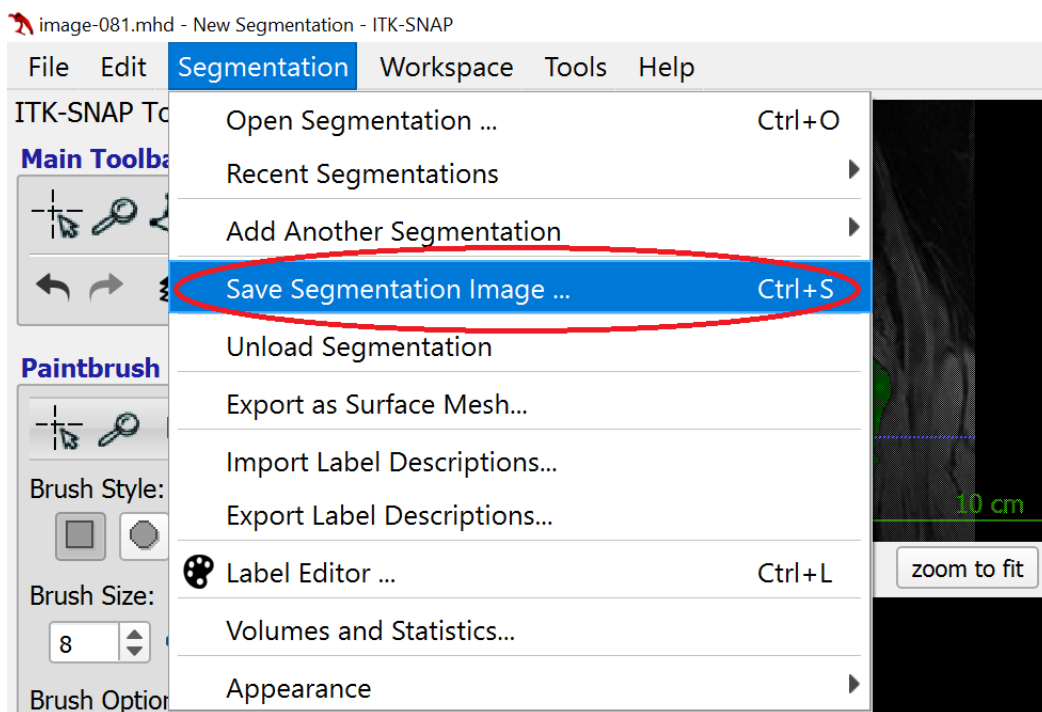 image-081.mhd - New Segmentation - ITK-SNAP
File Edit Segmentation Workspace Tools Help
ITK-SNAP To
Open Segmentation ... Ctrl+O
Main Toolba
Recent Segmentations
Add Another Segmentation
Save Segmentation Image ... Ctrl+S
Unload Segmentation
Paintbrush
Export as Surface Mesh...
Import Label Descriptions...
Brush Style:
Export Label Descriptions...
10 cm
Label Editor ... Ctrl+L
zoom to fit
Brush Size:
Volumes and Statistics...
8
Appearance
Brush Option